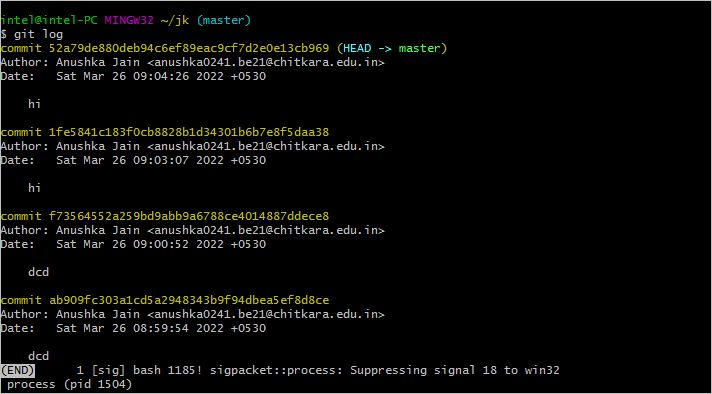 intel@intel-PC MINGW32 ~/jk (master)
$ git log
commit 52a79de880deb94c6ef89eac9cf7d2e0e13cb969 (HEAD -> master)
Author: Anushka Jain <anushka0241.be21@chitkara.edu.in>
Date:   Sat Mar 26 09:04:26 2022 +0530
    hi
commit 1fe5841c183f0cb8828b1d34301b6b7e8f5daa38
Author: Anushka Jain <anushka0241.be21@chitkara.edu.in>
Date:   Sat Mar 26 09:03:07 2022 +0530
    hi
commit f73564552a259bd9abb9a6788ce4014887ddece8
Author: Anushka Jain <anushka0241.be21@chitkara.edu.in>
Date:   Sat Mar 26 09:00:52 2022 +0530
    dcd
commit ab909fc303a1cd5a2948343b9f94dbea5ef8d8ce
Author: Anushka Jain <anushka0241.be21@chitkara.edu.in>
Date:   Sat Mar 26 08:59:54 2022 +0530
    dcd
(END)      1 [sig] bash 1185! sigpacket::process: Suppressing signal 18 to win32
 process (pid 1504)